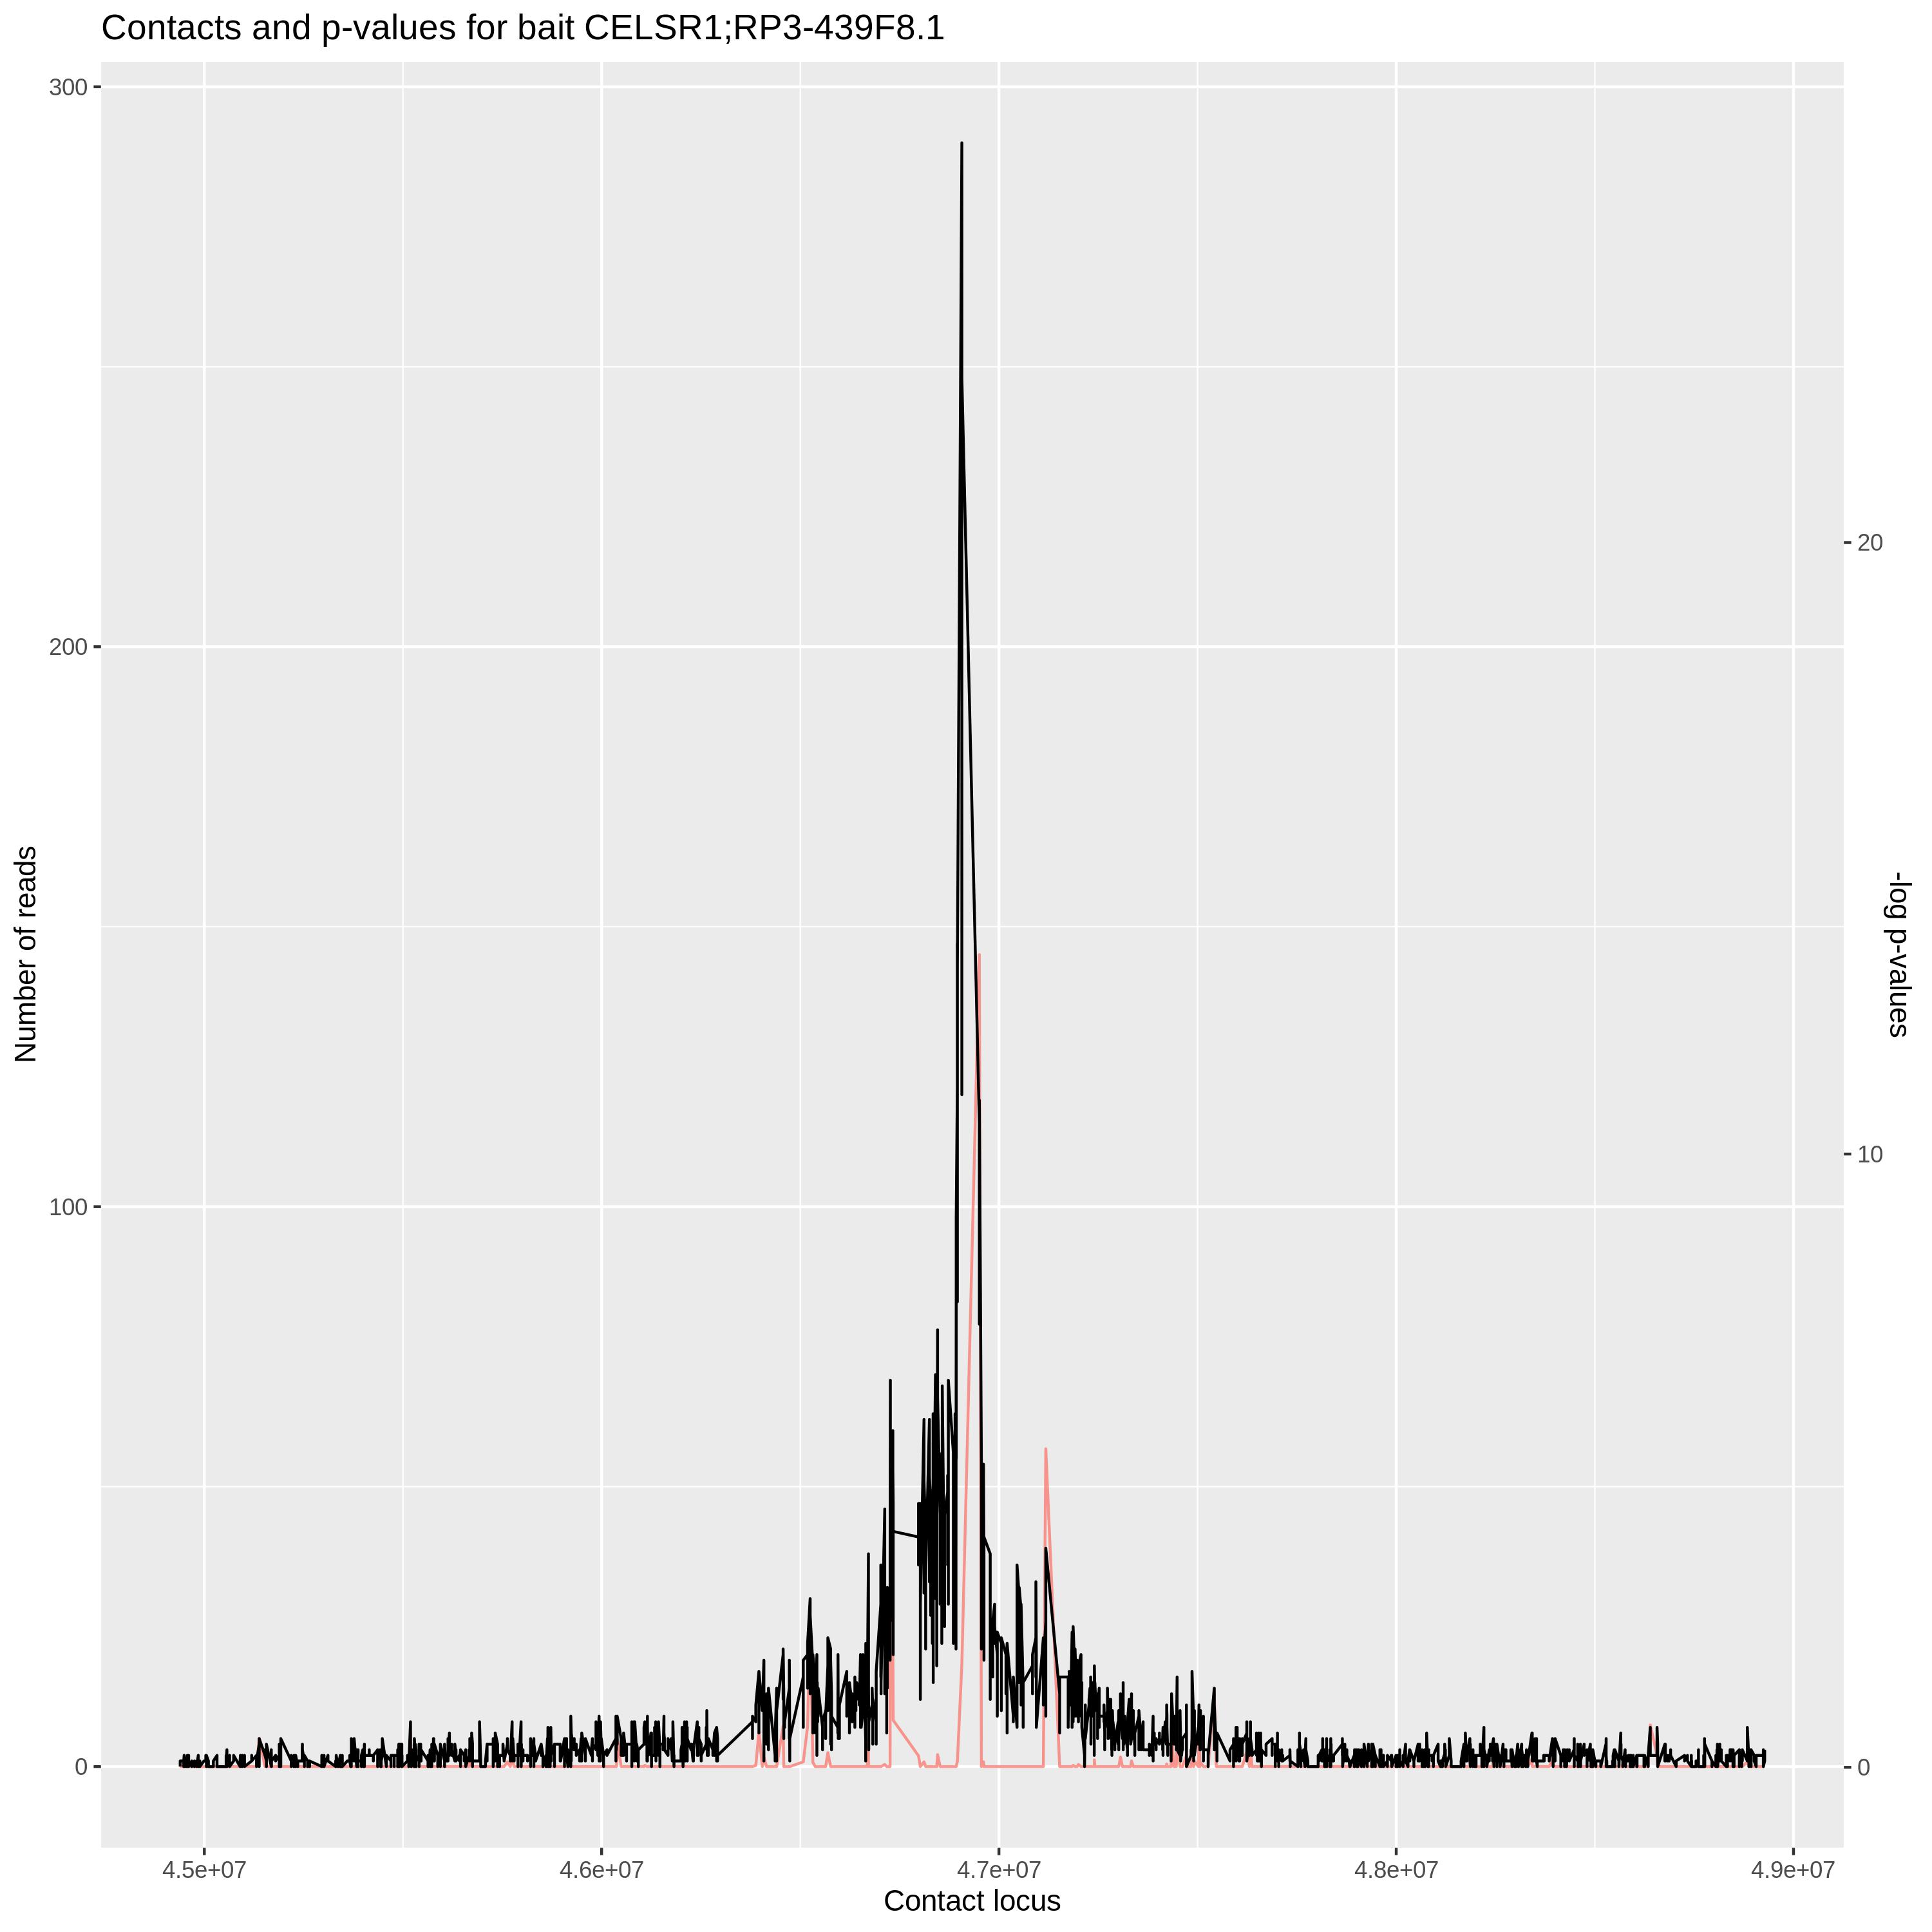 Contacts and p-values for bait CELSR1;RP3-439F8.1
300
200
100
0
Number of reads
20
10
0
-log p-values
4.5e+07
4.6e+07
4.7e+07
4.8e+07
4.9e+07
Contact locus